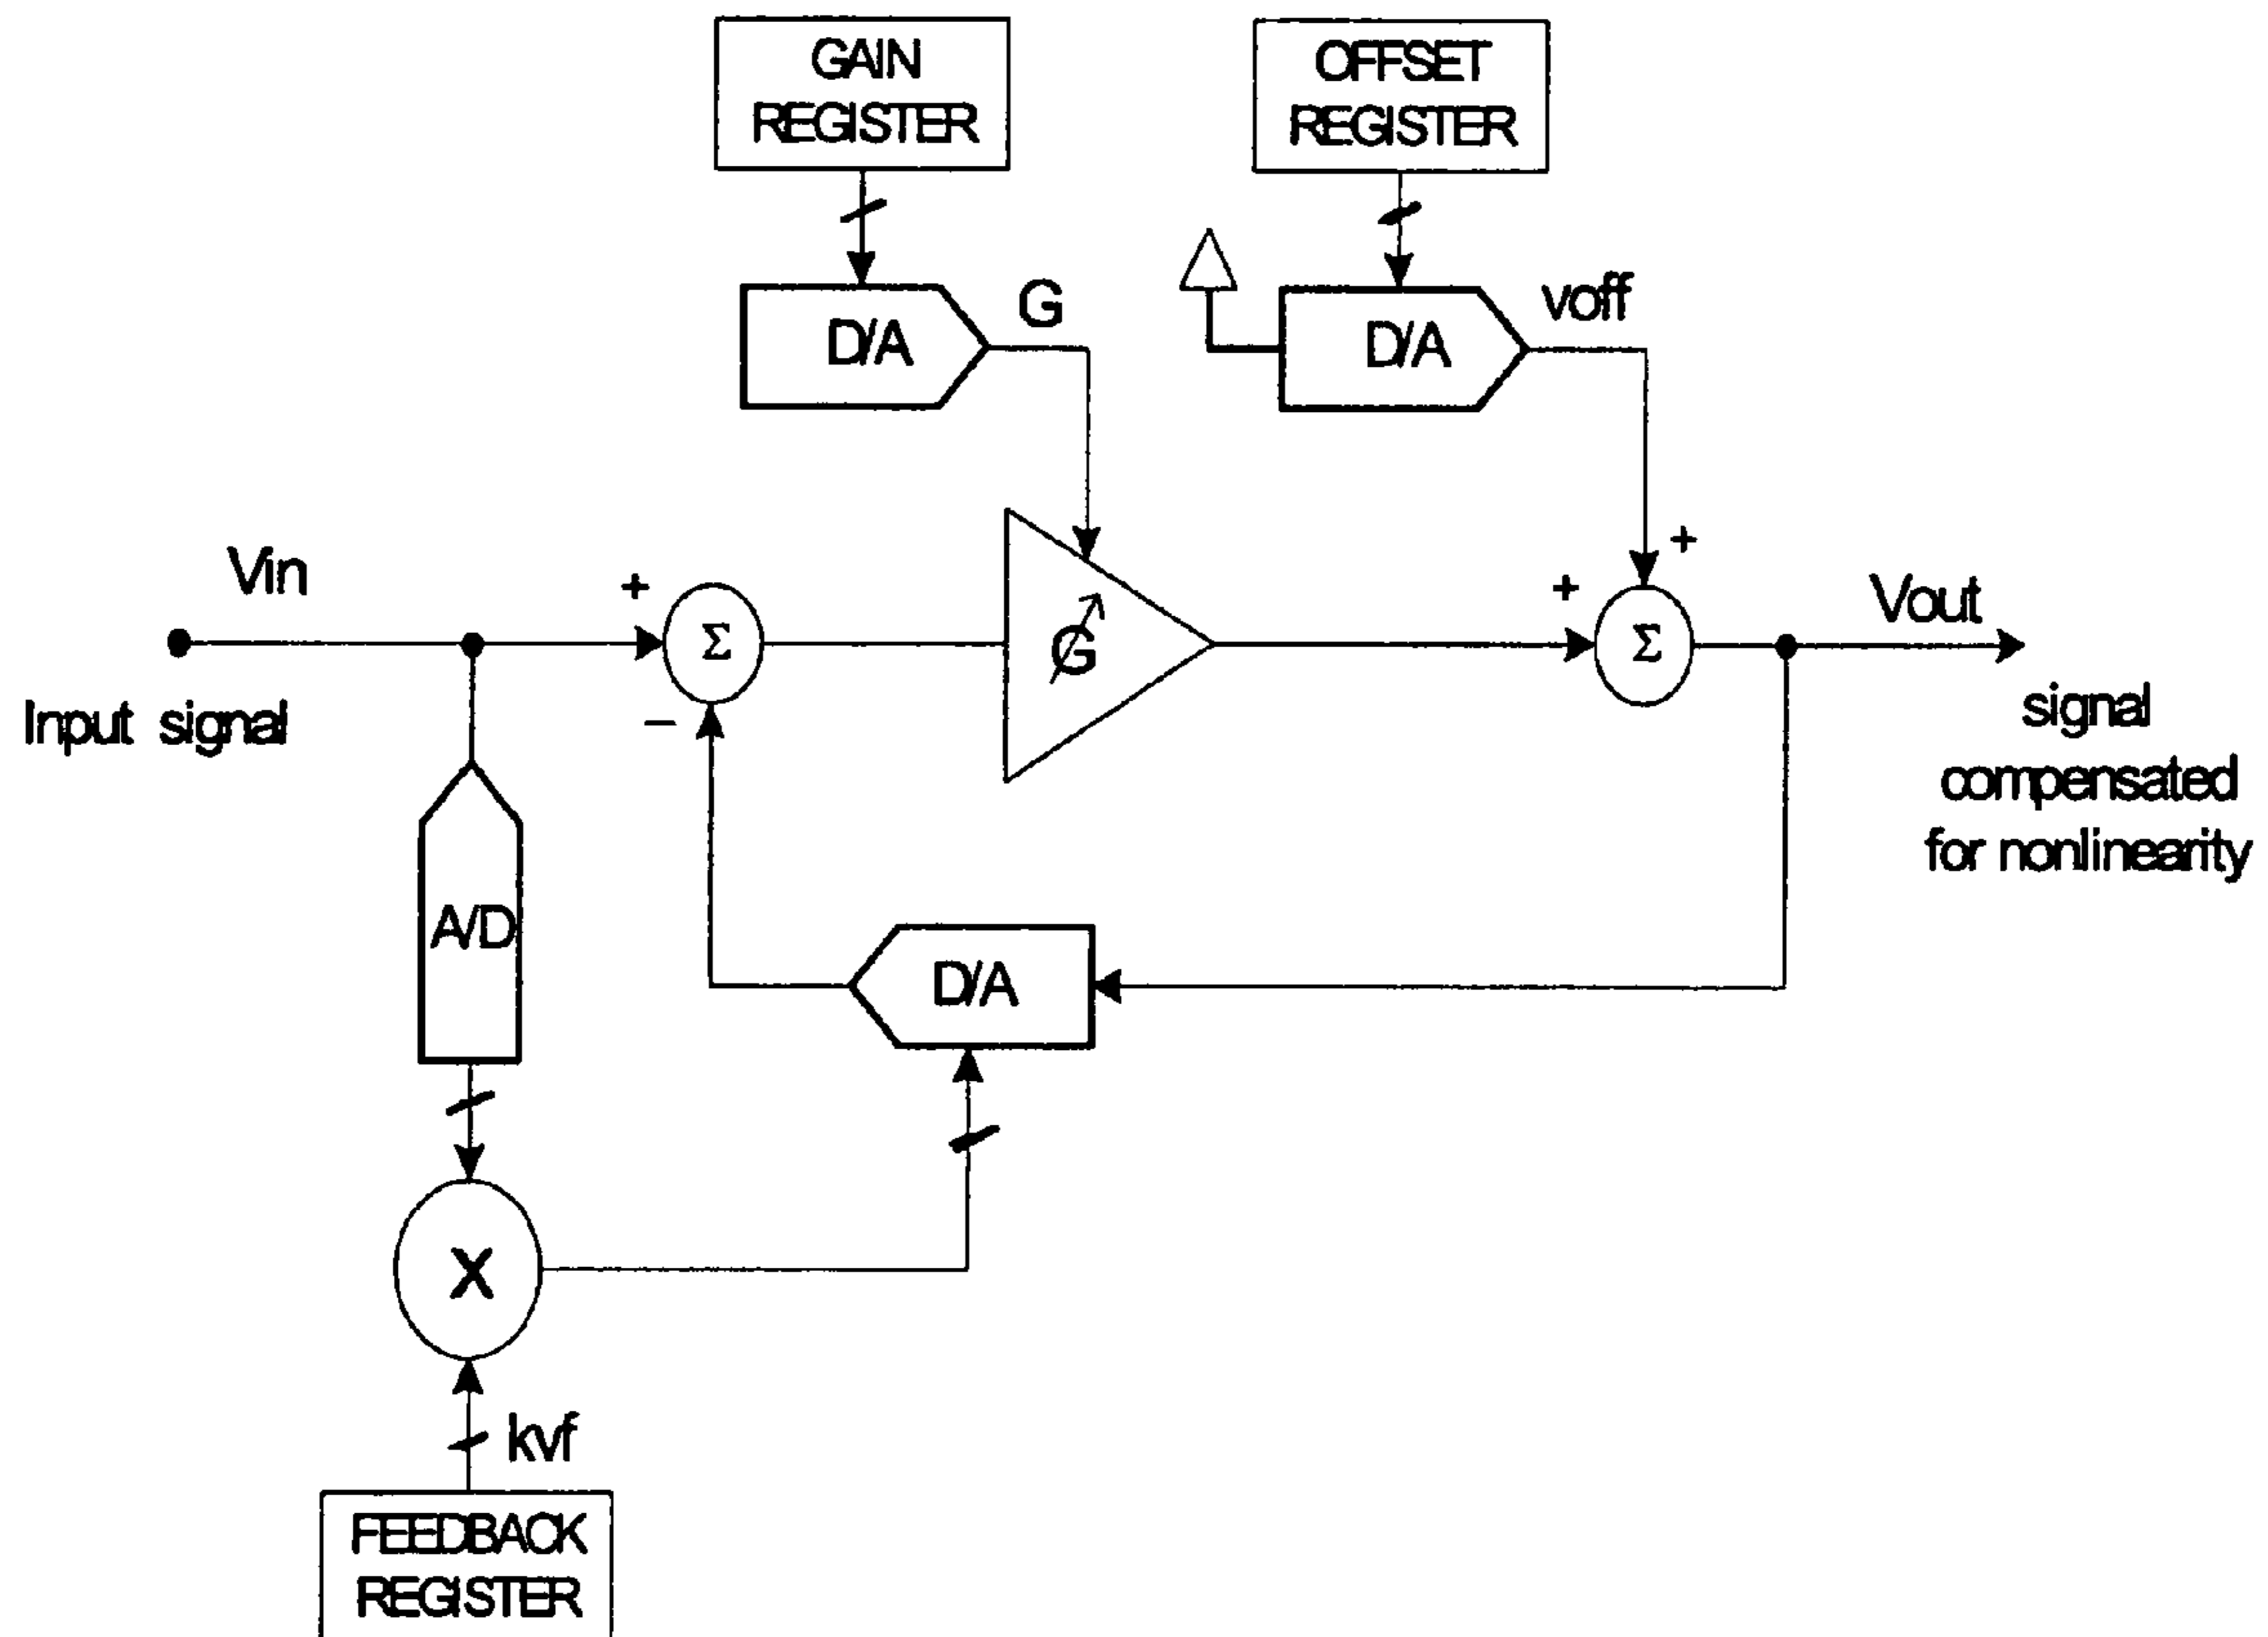 GAIN
REGISTER
OFFSET
REGISTER
D/A
G
D/A
voff
Vin
+
Σ
−
G
+
+
Σ
Vout
Input signal
signal
compensated
for nonlinearity
A/D
D/A
X
kvf
FEEDBACK
REGISTER